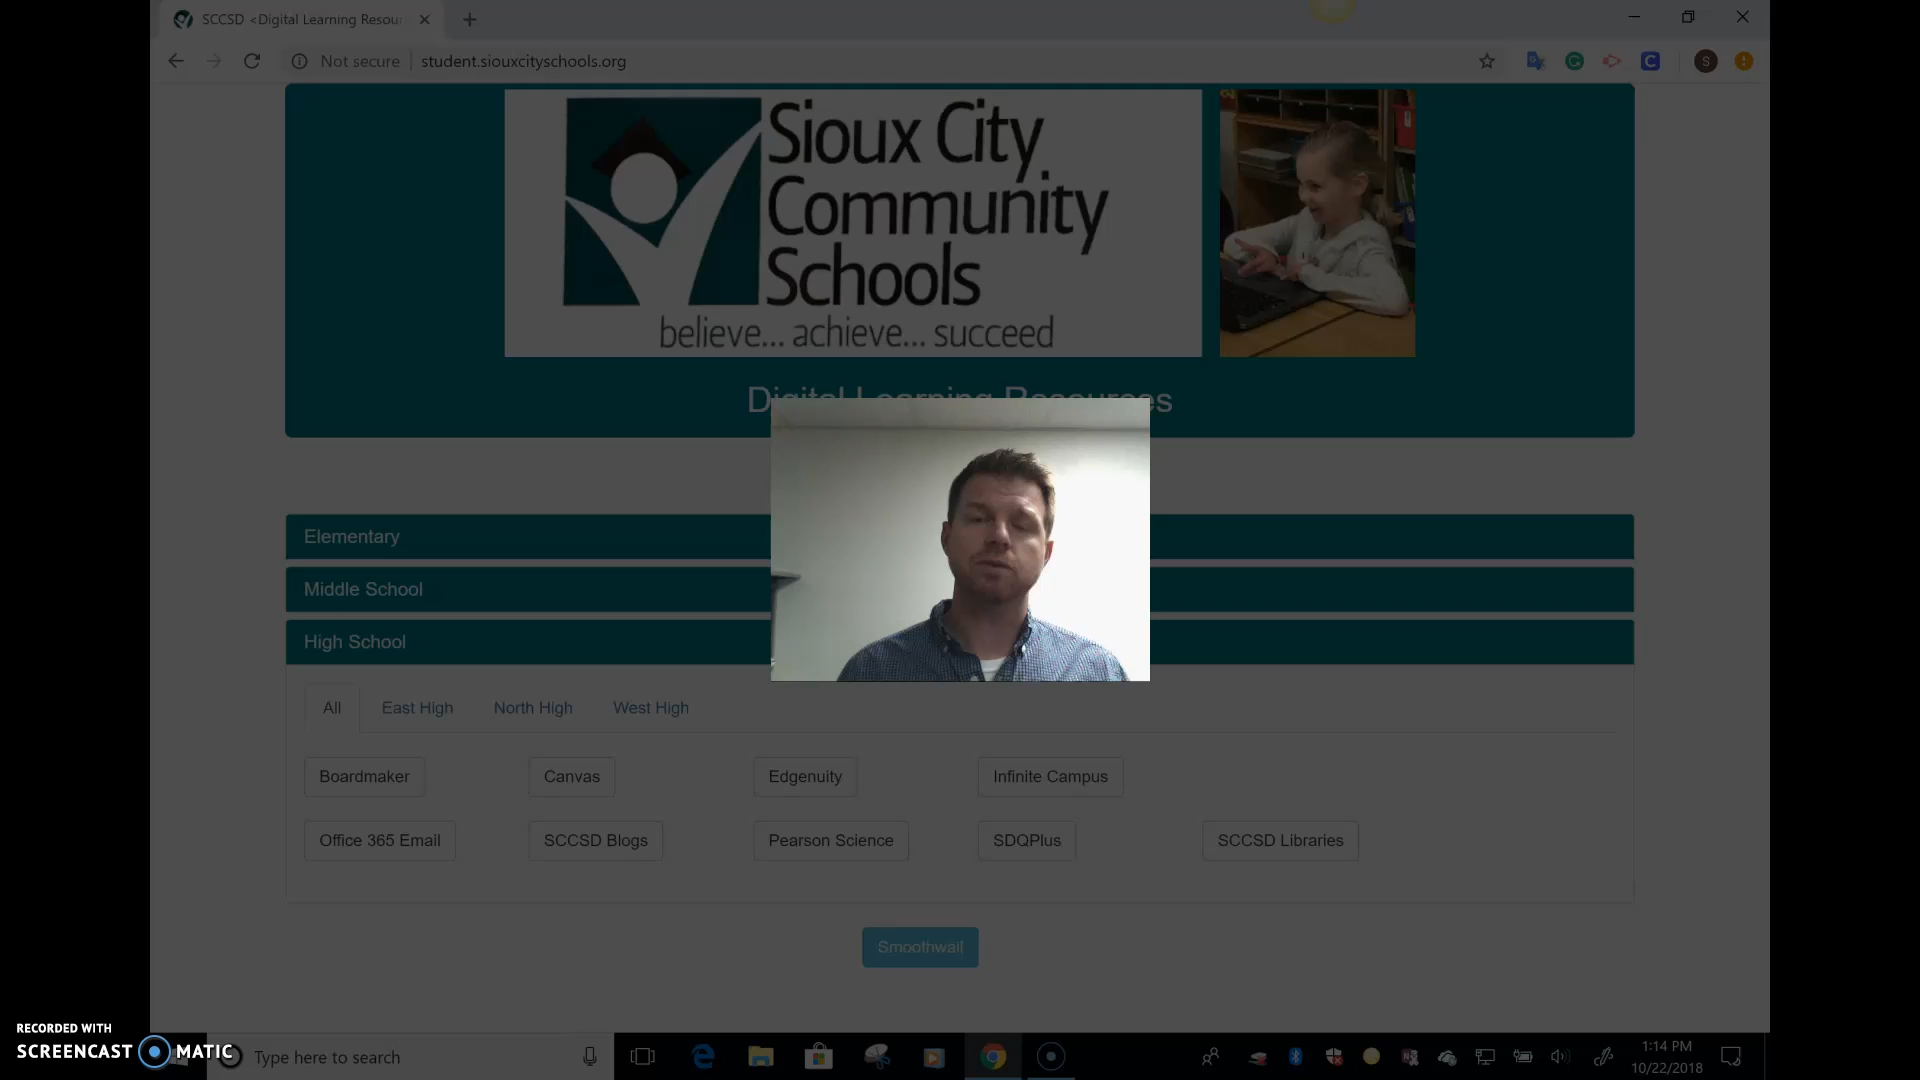 SCCSD <Digital Learning Resour
Not secure
student.siouxcityschools.org
S
Sioux City
Community
Schools
believe... achieve... succeed
Digital Learning Resources
Elementary
Middle School
High School
All
East High
North High
West High
Boardmaker
Canvas
Edgenuity
Infinite Campus
Office 365 Email
SCCSD Blogs
Pearson Science
SDQPlus
SCCSD Libraries
Smoothwall
RECORDED WITH
SCREENCAST MATIC
Type here to search
1:14 PM
10/22/2018